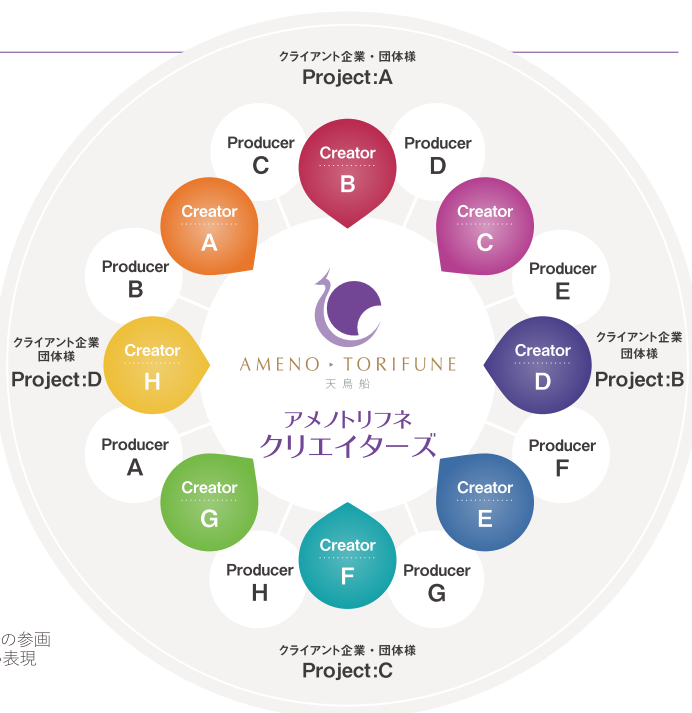 クライアント企業・団体様
Project:A
Producer
C
Creator
B
Producer
D
Creator
A
Creator
C
Producer
B
Producer
E
クライアント企業
団体様
Project:D
Creator
H
AMENO・TORIFUNE
天鳥船
アメノトリフネ
クリエイターズ
Creator
D
クライアント企業
団体様
Project:B
Producer
A
Producer
F
Creator
G
Creator
E
Producer
H
Creator
F
Producer
G
の参画
表現
クライアント企業・団体様
Project:C